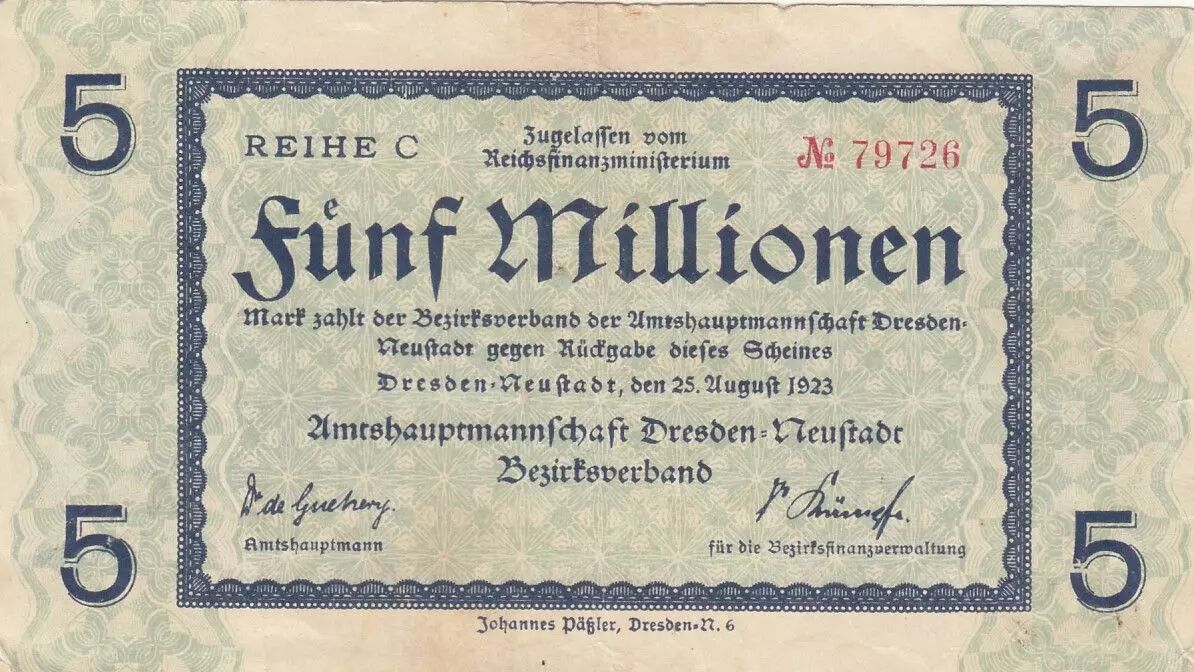 5
5
REIHE C
Zugelassen vom
Reichsfinanzministerium
№ 79726
Fünf Millionen
Mark zahlt der Bezirksverband der Amtshauptmannschaft Dresden-
Neustadt gegen Rückgabe dieses Scheines
Dresden-Neustadt, den 25. August 1923
Amtshauptmannschaft Dresden-Neustadt
Bezirksverband
Amtshauptmann
für die Bezirksfinanzverwaltung
5
5
Johannes Päßler, Dresden-N. 6